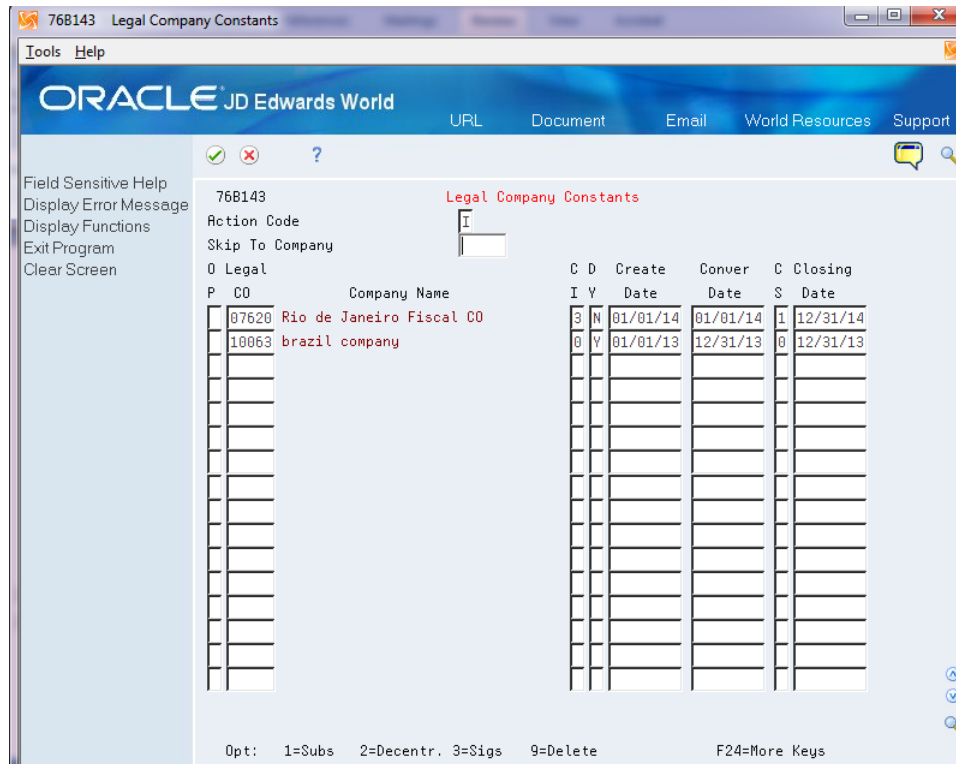 76B143 Legal Company Constants
Tools Help
ORACLE JD Edwards World
URL Document Email World Resources Support
?
Field Sensitive Help
Display Error Message
Display Functions
Exit Program
Clear Screen
76B143 Legal Company Constants
Action Code I
Skip To Company
O Legal C D Create Conver C Closing
P CO Company Name I Y Date Date S Date
07620 Rio de Janeiro Fiscal CO 3 N 01/01/14 01/01/14 1 12/31/14
10063 brazil company 0 Y 01/01/13 12/31/13 0 12/31/13
Opt: 1=Subs 2=Decentr. 3=Sigs 9=Delete F24=More Keys